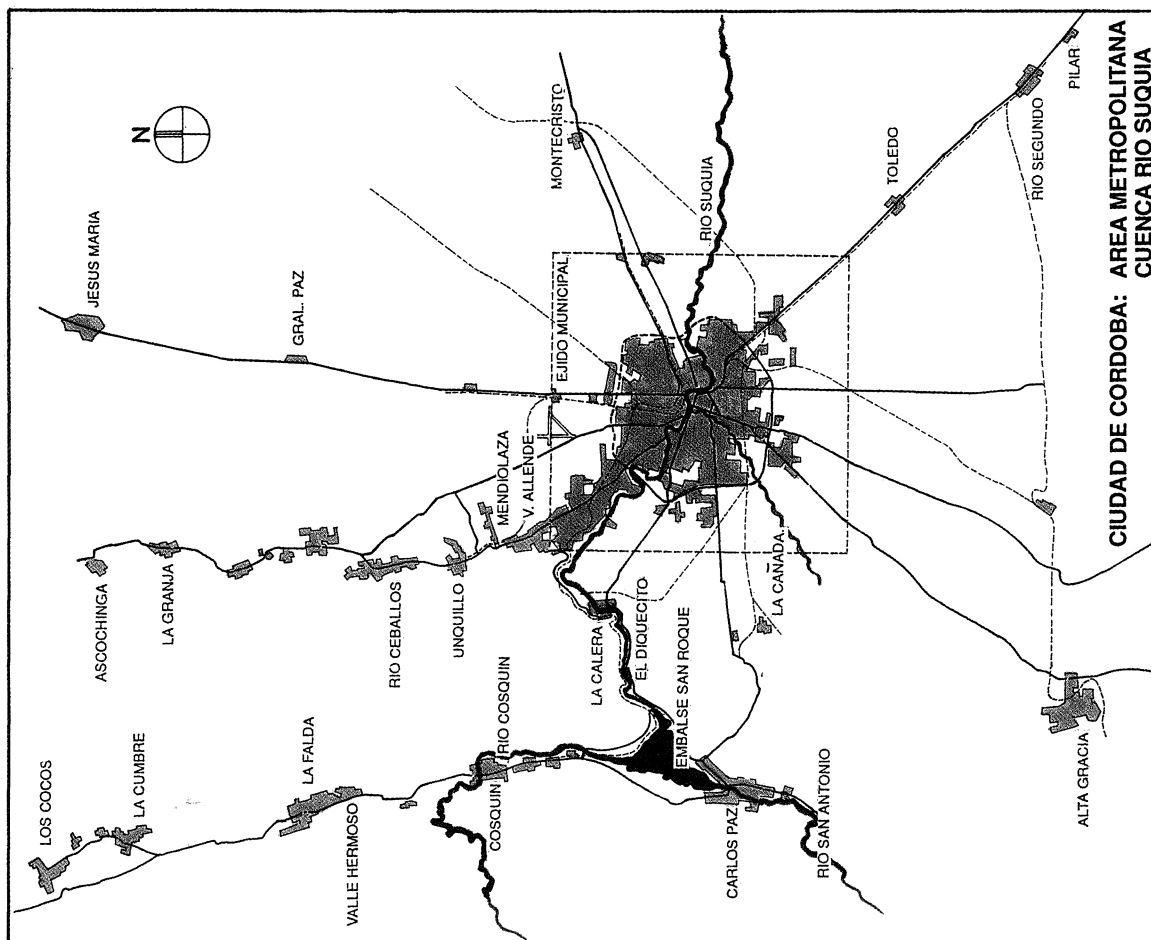 LOS COCOS
ASCOCHINGA
JESUS MARIA
LA CUMBRE
N
LA GRANJA
LA FALDA
GRAL. PAZ
VALLE HERMOSO
RIO CEBALLOS
UNQUILLO
COSQUIN
RIO COSQUIN
MENDIOLAZA
V. ALLENDE
EJIDO MUNICIPAL
MONTECRISTO
LA CALERA
EL DIQUECITO
EMBALSE SAN ROQUE
RIO SUQUIA
CARLOS PAZ
LA CAÑADA
RIO SAN ANTONIO
TOLEDO
RIO SEGUNDO
PILAR
ALTA GRACIA
CIUDAD DE CORDOBA: AREA METROPOLITANA
CUENCA RIO SUQUIA